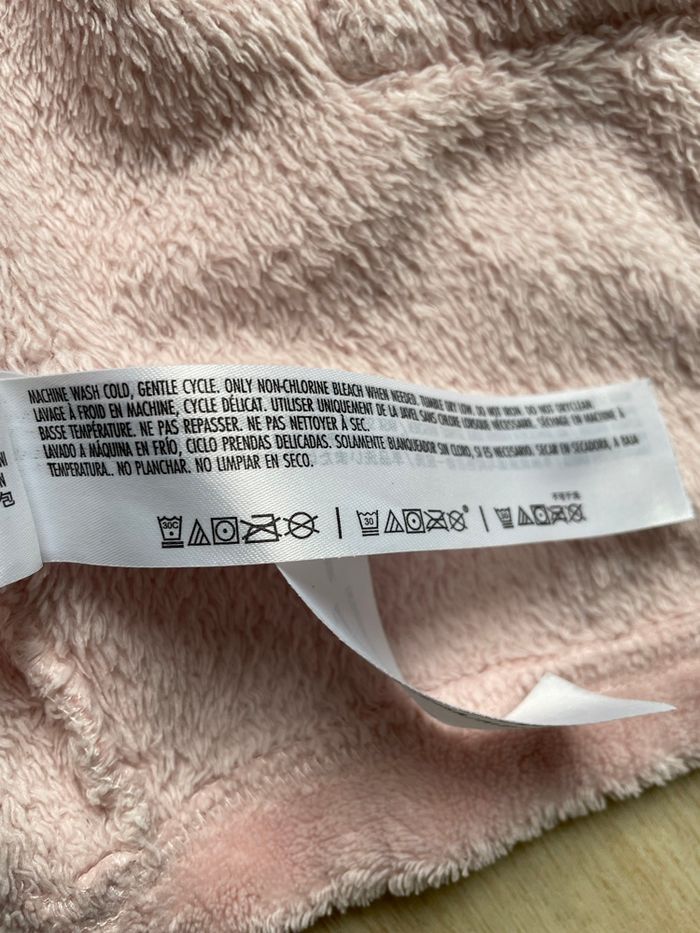 MACHINE WASH COLD, GENTLE CYCLE. ONLY NON-CHLORINE BLEACH WHEN NEEDED. TUMBLE DRY LOW. DO NOT IRON. DO NOT DRYCLEAN.
LAVAGE À FROID EN MACHINE, CYCLE DÉLICAT. UTILISER UNIQUEMENT DE LA JAVEL SANS CHLORE LORSQUE NÉCESSAIRE. SÉCHAGE EN MACHINE À
BASSE TEMPÉRATURE. NE PAS REPASSER. NE PAS NETTOYER À SEC.
LAVADO A MÁQUINA EN FRÍO, CICLO PRENDAS DELICADAS. SOLAMENTE BLANQUEADOR SIN CLORO, SI ES NECESARIO. SECAR EN SECADORA, A BAJA
TEMPERATURA.. NO PLANCHAR. NO LIMPIAR EN SECO.
30C | 30 | 30